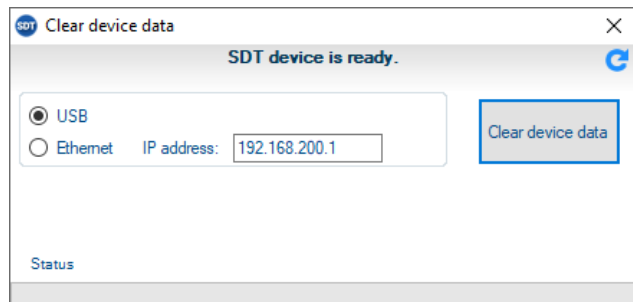 SDT Clear device data
SDT device is ready.
USB
Ethernet IP address: 192.168.200.1
Clear device data
Status